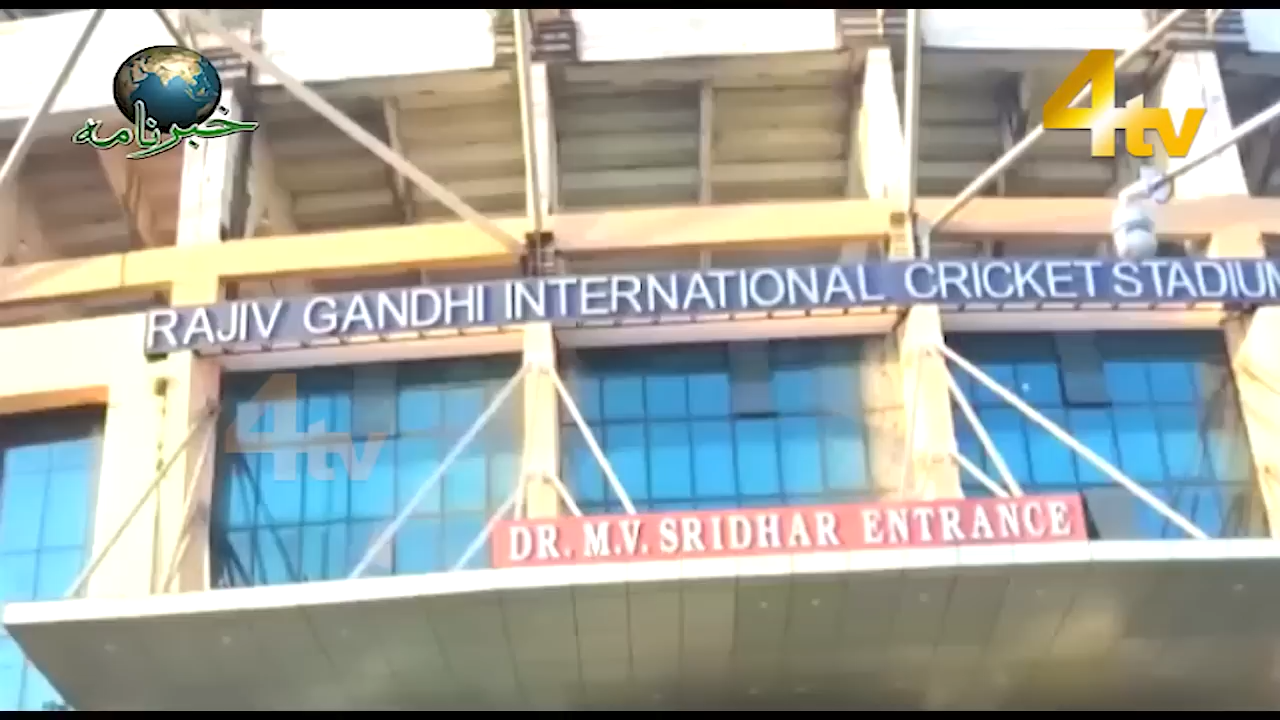 خبرنامہ
4tv
RAJIV GANDHI INTERNATIONAL CRICKET STADIUM
4tv
DR. M.V. SRIDHAR ENTRANCE